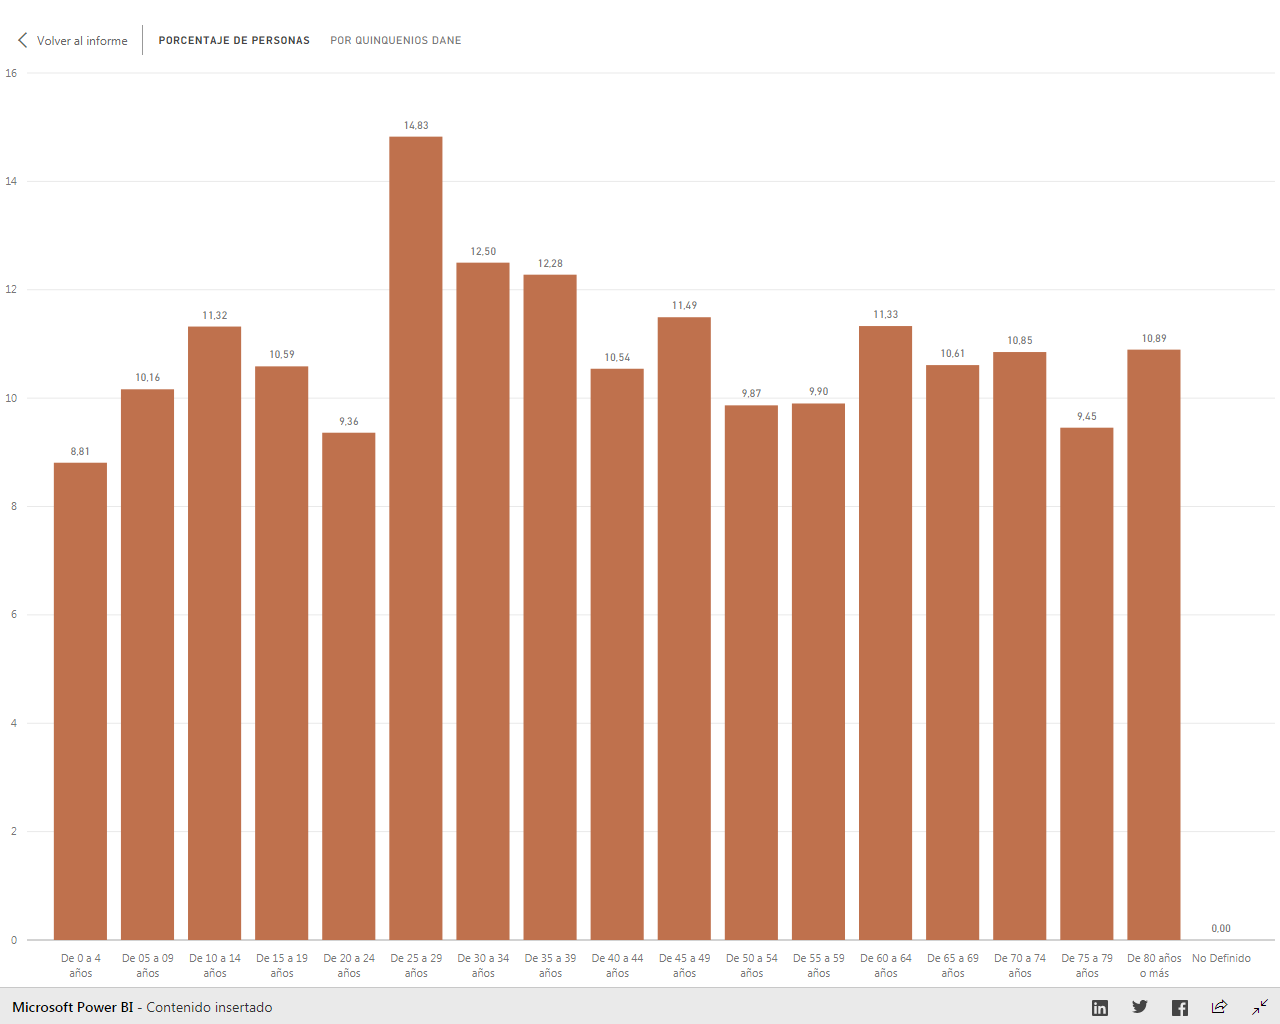 Volver al informe
PORCENTAJE DE PERSONAS POR QUINQUENIOS DANE
16
14
12
10
8
6
4
2
0
8,81
10,16
11,32
10,59
9,36
14,83
12,50
12,28
10,54
11,49
9,87
9,90
11,33
10,61
10,85
9,45
10,89
0,00
De 0 a 4
años
De 05 a 09
años
De 10 a 14
años
De 15 a 19
años
De 20 a 24
años
De 25 a 29
años
De 30 a 34
años
De 35 a 39
años
De 40 a 44
años
De 45 a 49
años
De 50 a 54
años
De 55 a 59
años
De 60 a 64
años
De 65 a 69
años
De 70 a 74
años
De 75 a 79
años
De 80 años
o más
No Definido
Microsoft Power BI - Contenido insertado